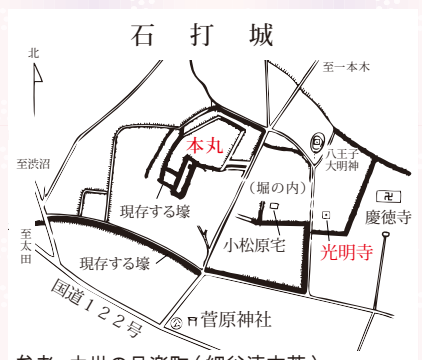 石打城
北
至一本木
本丸
八王子
大明神
至渋沼
(堀の内)
卍
慶徳寺
現存する壕
小松原宅
光明寺
至太田
現存する壕
国道122号
菅原神社